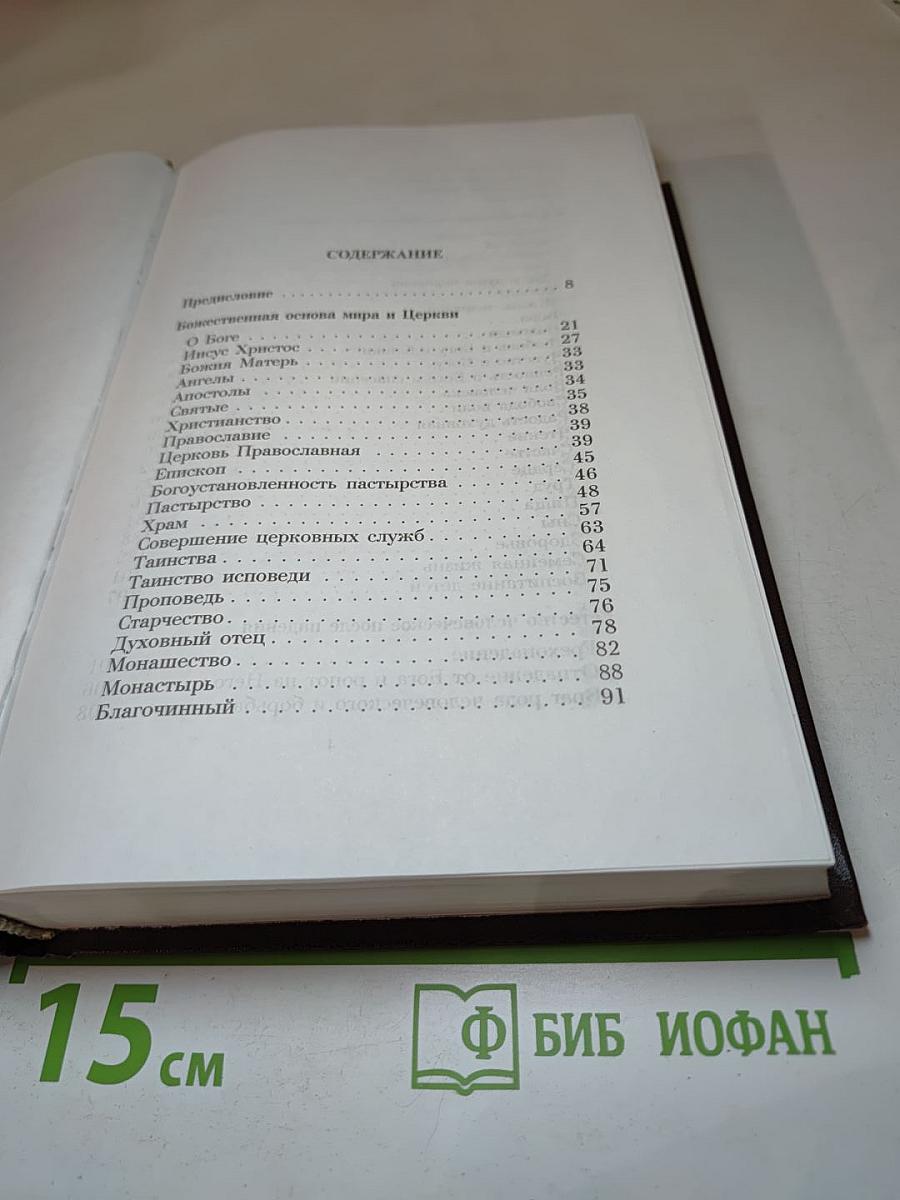 СОДЕРЖАНИЕ
Предисловие . . . . . . . . . . 8
Божественная основа мира и Церкви
О Боге . . . . . . . . . . 21
Иисус Христос . . . . . . . . . . 27
Божия Матерь . . . . . . . . . . 33
Ангелы . . . . . . . . . . 33
Апостолы . . . . . . . . . . 34
Святые . . . . . . . . . . 35
Христианство . . . . . . . . . . 38
Православие . . . . . . . . . . 39
Церковь Православная . . . . . . . . . . 39
Епископ . . . . . . . . . . 45
Богоустановленность пастырства . . . . . . . . . . 46
Пастырство . . . . . . . . . . 48
Храм . . . . . . . . . . 57
Совершение церковных служб . . . . . . . . . . 63
Таинства . . . . . . . . . . 64
Таинство исповеди . . . . . . . . . . 71
Проповедь . . . . . . . . . . 75
Старчество . . . . . . . . . . 76
Духовный отец . . . . . . . . . . 78
Монашество . . . . . . . . . . 82
Монастырь . . . . . . . . . . 88
Благочинный . . . . . . . . . . 91
15 см Ф БИБ ИОФАН